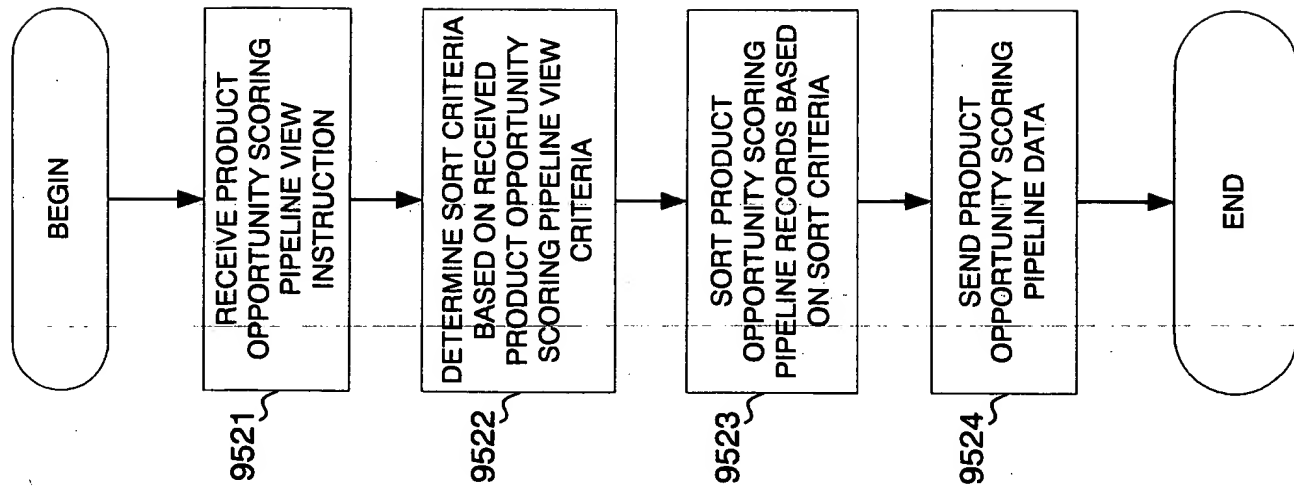 BEGIN
9521
RECEIVE PRODUCT
OPPORTUNITY SCORING
PIPELINE VIEW
INSTRUCTION
9522
DETERMINE SORT CRITERIA
BASED ON RECEIVED
PRODUCT OPPORTUNITY
SCORING PIPELINE VIEW
CRITERIA
9523
SORT PRODUCT
OPPORTUNITY SCORING
PIPELINE RECORDS BASED
ON SORT CRITERIA
9524
SEND PRODUCT
OPPORTUNITY SCORING
PIPELINE DATA
END